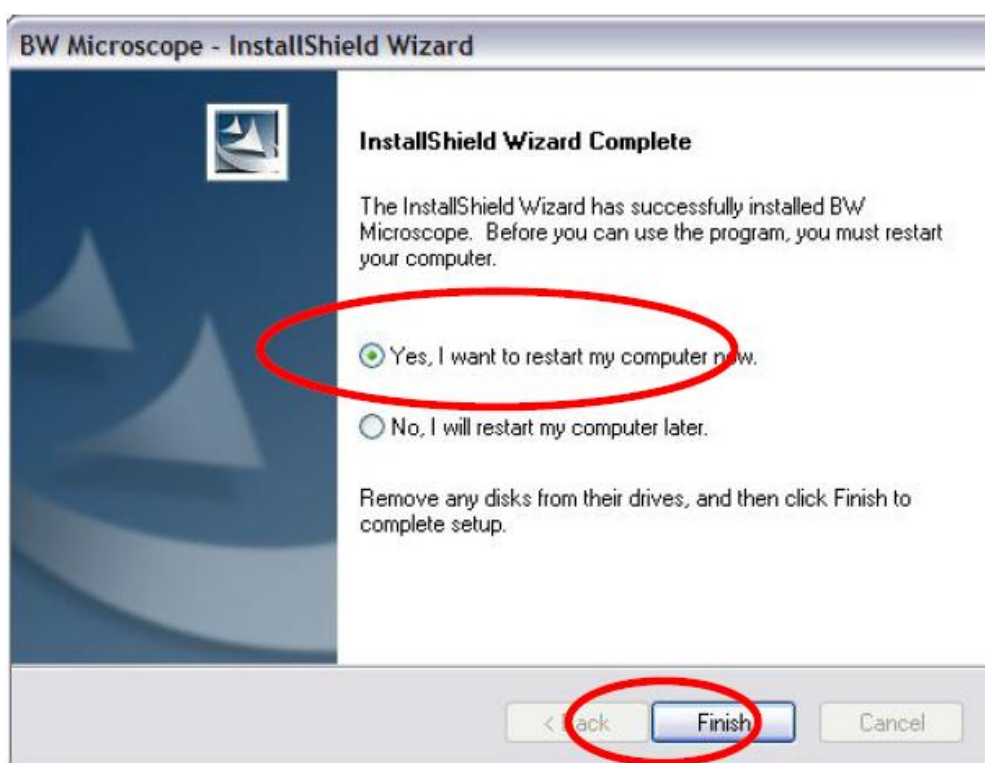 BW Microscope - InstallShield Wizard
InstallShield Wizard Complete
The InstallShield Wizard has successfully installed BW
Microscope. Before you can use the program, you must restart
your computer.
Yes, I want to restart my computer now.
No, I will restart my computer later.
Remove any disks from their drives, and then click Finish to
complete setup.
< Back Finish Cancel